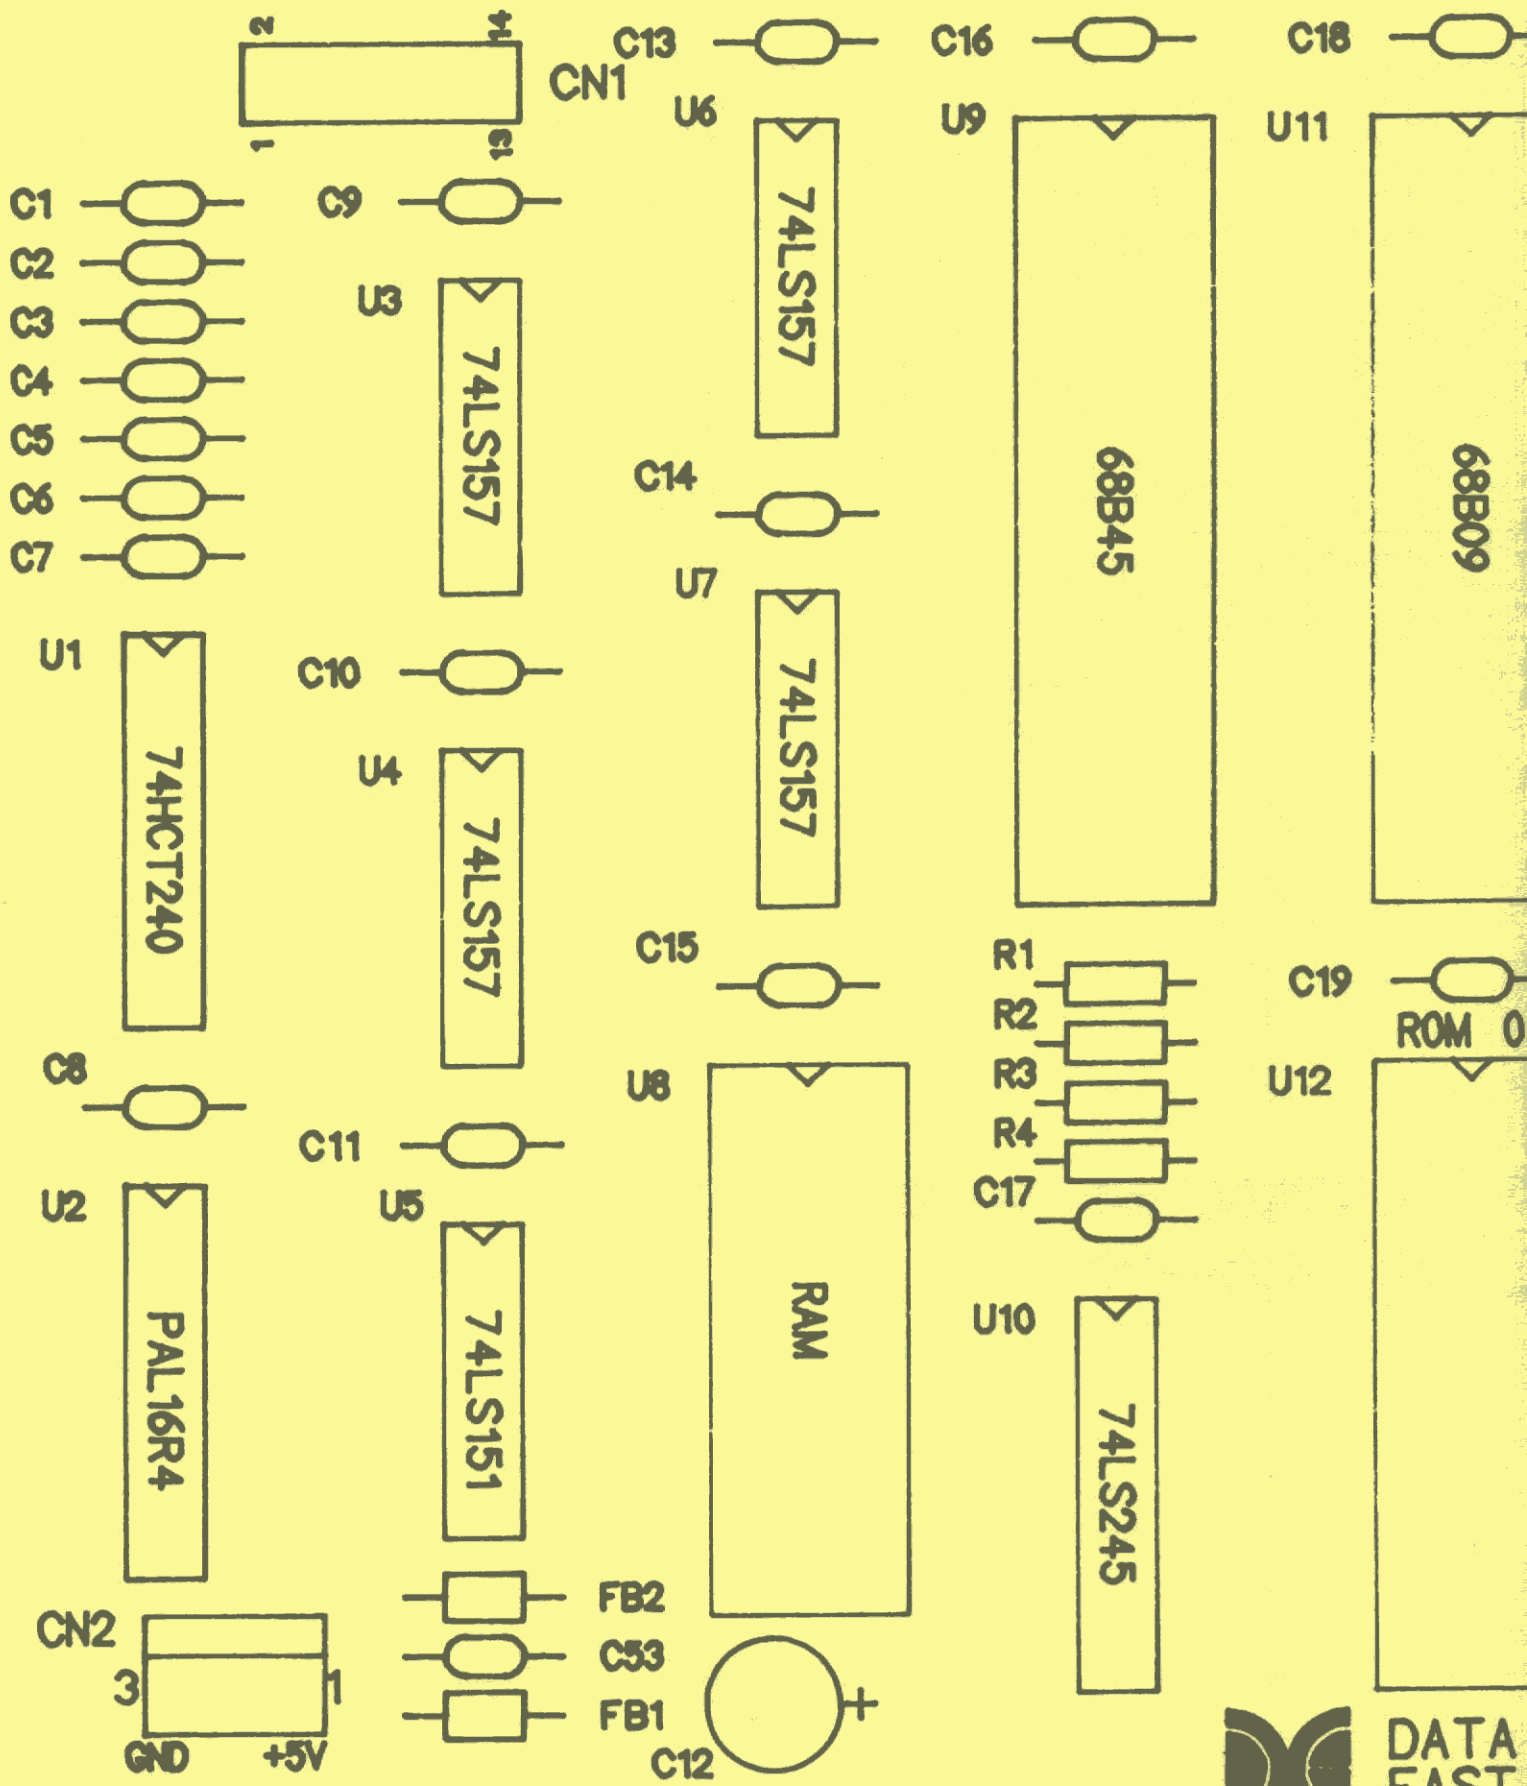 2
14
CN1
1
13
C1
C2
C3
C4
C5
C6
C7
U1
74HCT240
C8
U2
PAL16R4
CN2
3
1
GND
+5V
C9
U3
74LS157
C10
U4
74LS157
C11
U5
74LS151
FB2
C53
FB1
C13
U6
74LS157
C14
U7
74LS157
C15
U8
RAM
C12
+
C16
U9
68B45
R1
R2
R3
R4
C17
U10
74LS245
C18
U11
68B09
C19
ROM 0
U12
DATA
EAST